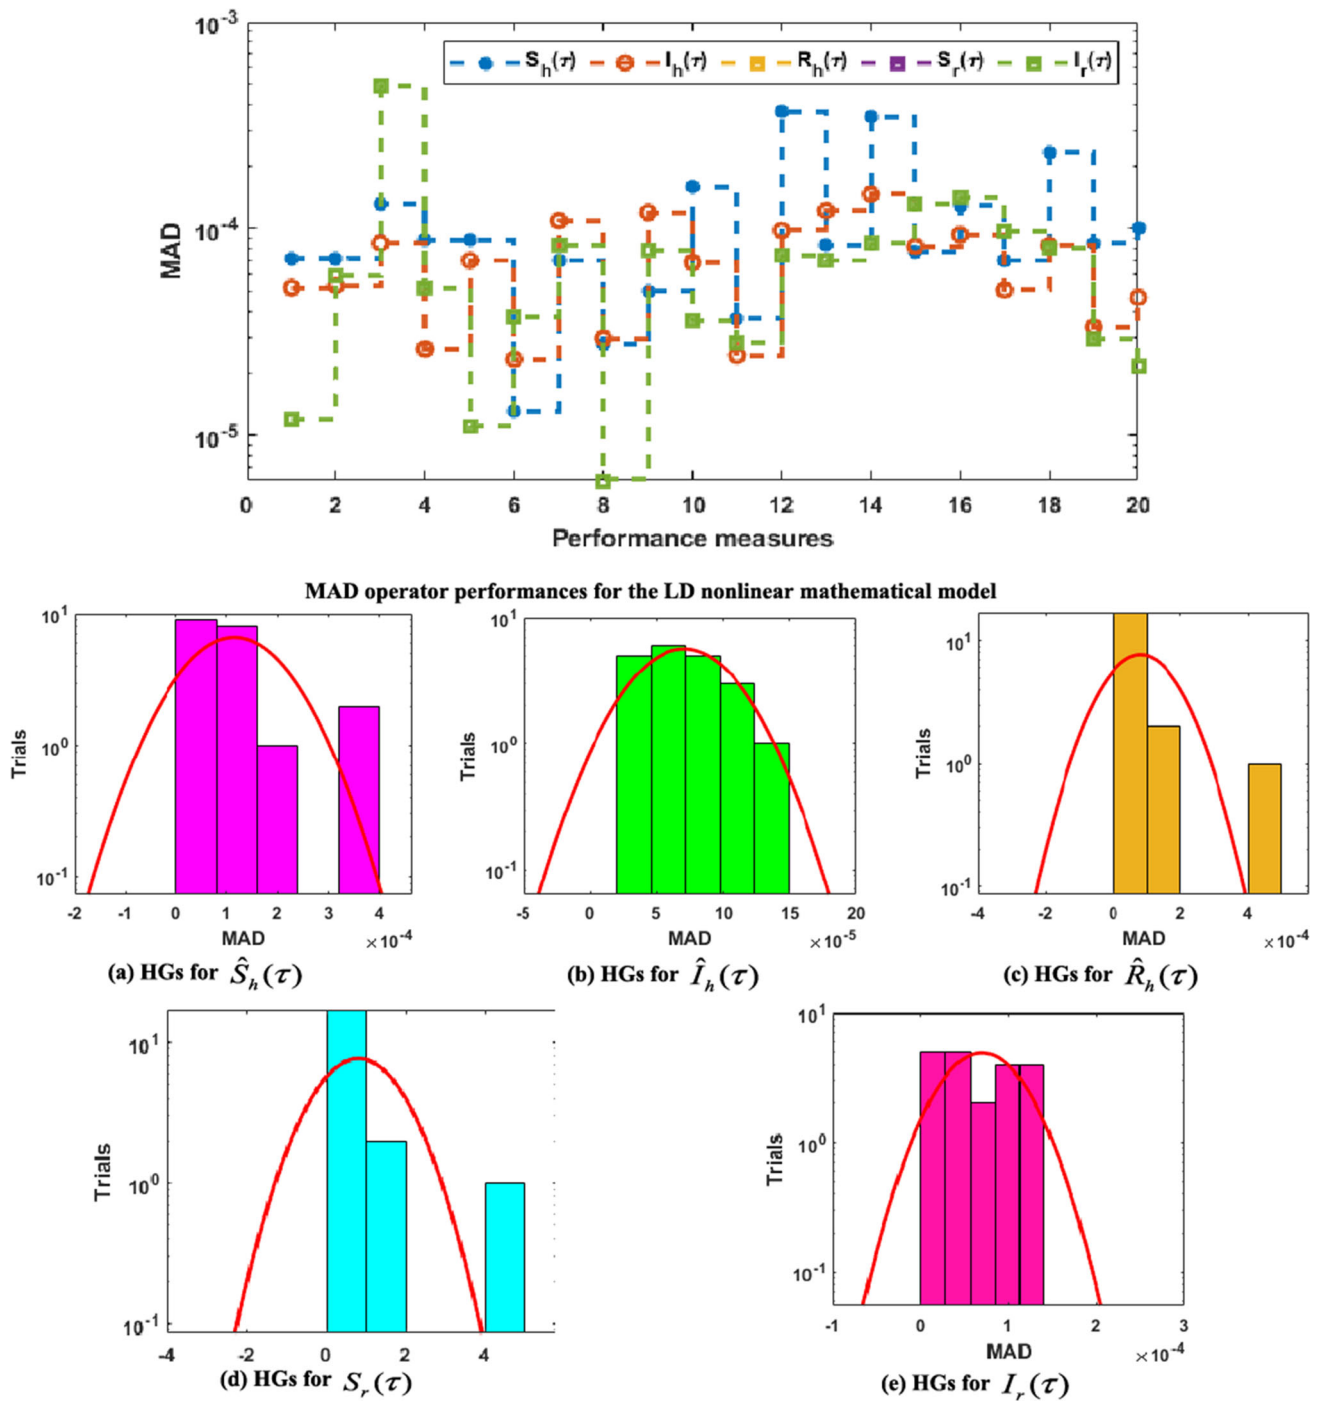 10^-3
S_h(τ) I_h(τ) R_h(τ) S_r(τ) I_r(τ)
MAD
10^-4
10^-5
0 2 4 6 8 10 12 14 16 18 20
Performance measures
MAD operator performances for the LD nonlinear mathematical model
10^1
Trials
10^0
10^-1
-2 -1 0 1 2 3 4
MAD ×10^-4
(a) HGs for Ŝ_h(τ)
10^1
Trials
10^0
10^-1
-5 0 5 10 15 20
MAD ×10^-5
(b) HGs for Î_h(τ)
10^1
Trials
10^0
10^-1
-4 -2 0 2 4
MAD ×10^-4
(c) HGs for R̂_h(τ)
10^1
Trials
10^0
10^-1
-4 -2 0 2 4
(d) HGs for S_r(τ)
10^1
Trials
10^0
10^-1
-1 0 1 2 3
MAD ×10^-4
(e) HGs for I_r(τ)